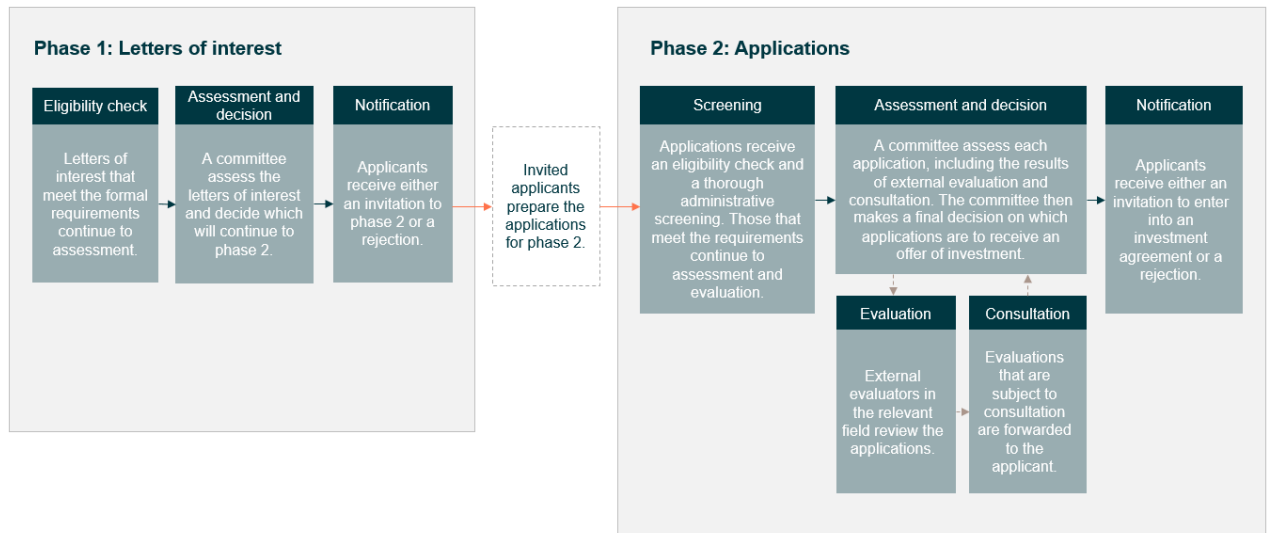 Phase 1: Letters of interest
Eligibility check
Letters of
interest that
meet the formal
requirements
continue to
assessment.
Assessment and
decision
A committee
assess the
letters of interest
and decide which
will continue to
phase 2.
Notification
Applicants
receive either
an invitation to
phase 2 or a
rejection.
Invited
applicants
prepare the
applications
for phase 2.
Phase 2: Applications
Screening
Applications receive
an eligibility check and
a thorough
administrative
screening. Those that
meet the requirements
continue to
assessment and
evaluation.
Assessment and decision
A committee assess each
application, including the results
of external evaluation and
consultation. The committee then
makes a final decision on which
applications are to receive an
offer of investment.
Evaluation
External
evaluators in
the relevant
field review the
applications.
Consultation
Evaluations
that are
subject to
consultation
are forwarded
to the
applicant.
Notification
Applicants
receive either an
invitation to enter
into an
investment
agreement or a
rejection.